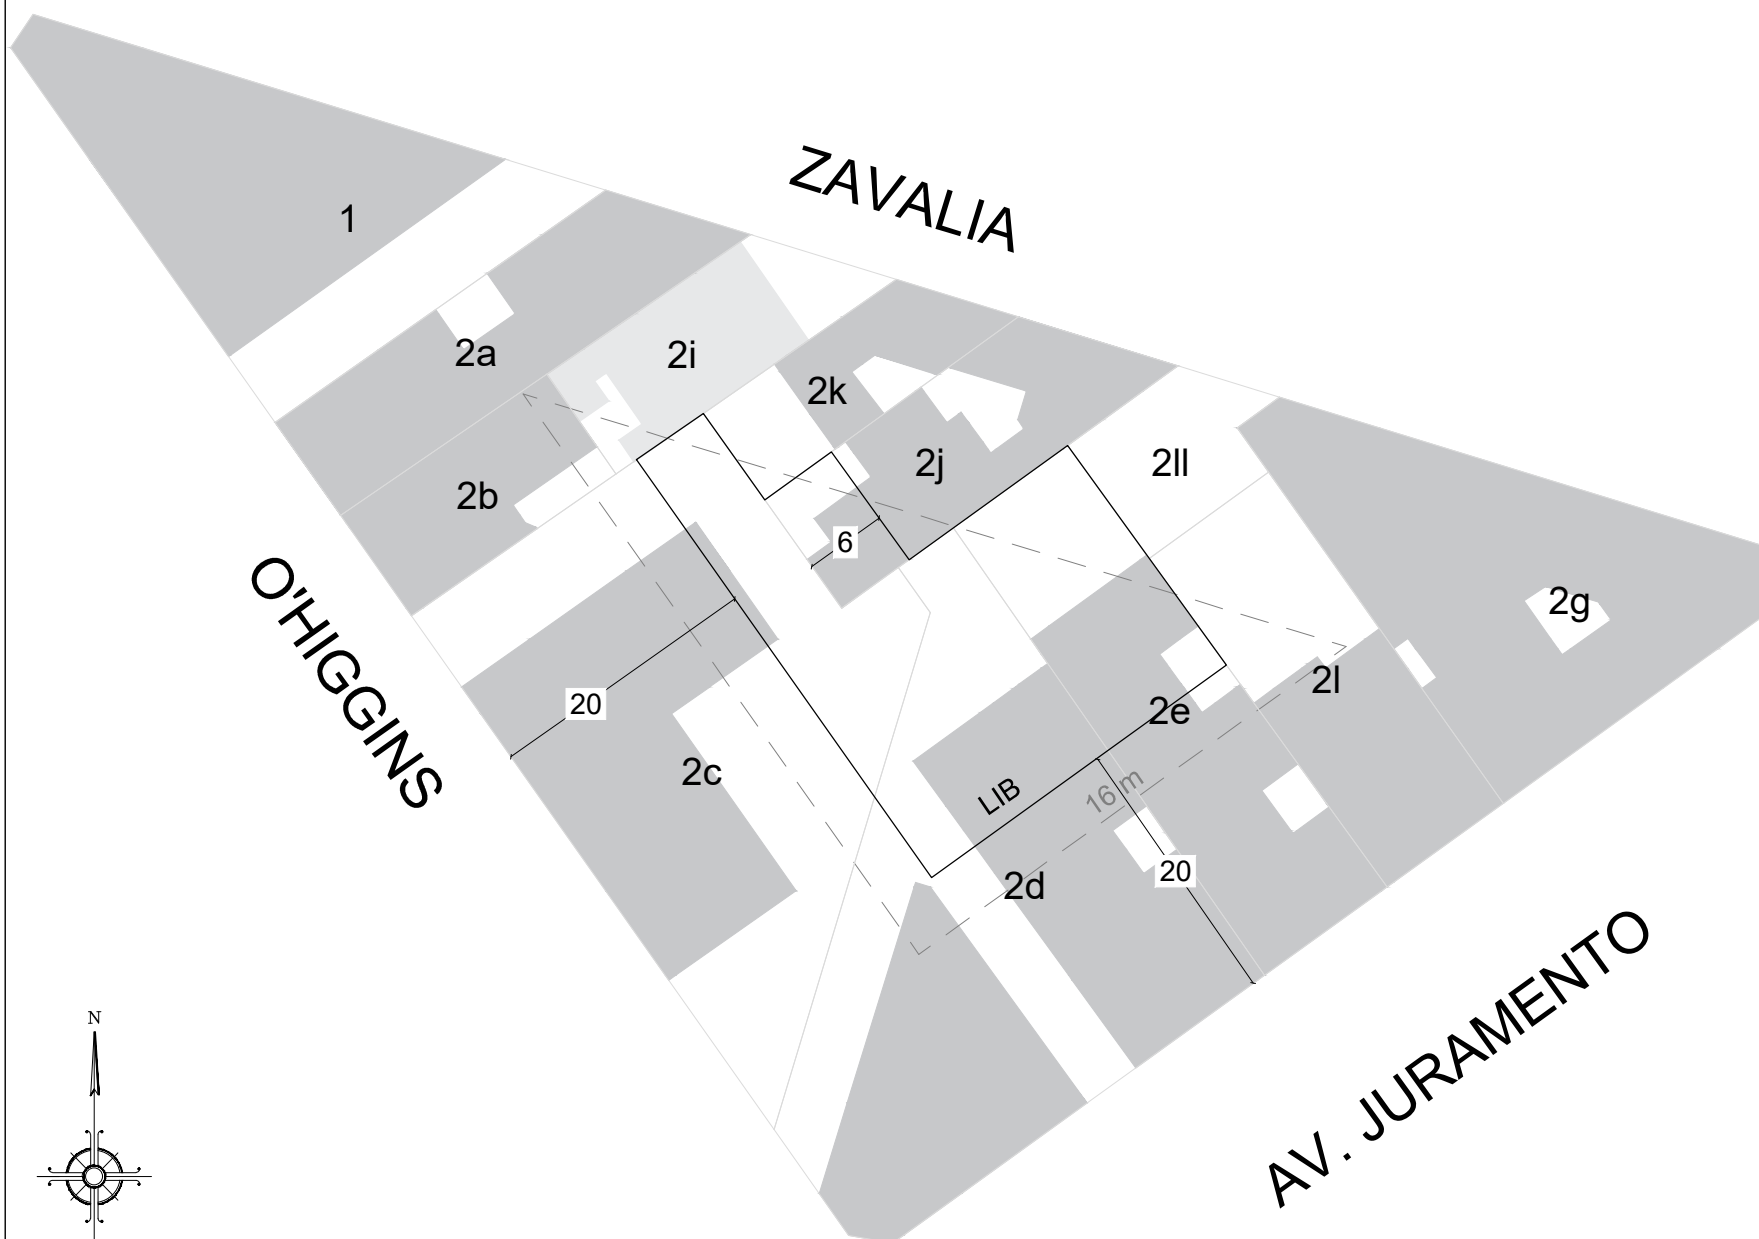 ZAVALIA
1
2a
2i
2k
2b
2j
2ll
6
O'HIGGINS
20
2c
2e
2l
2g
LIB
16 m
2d
20
AV. JURAMENTO
N